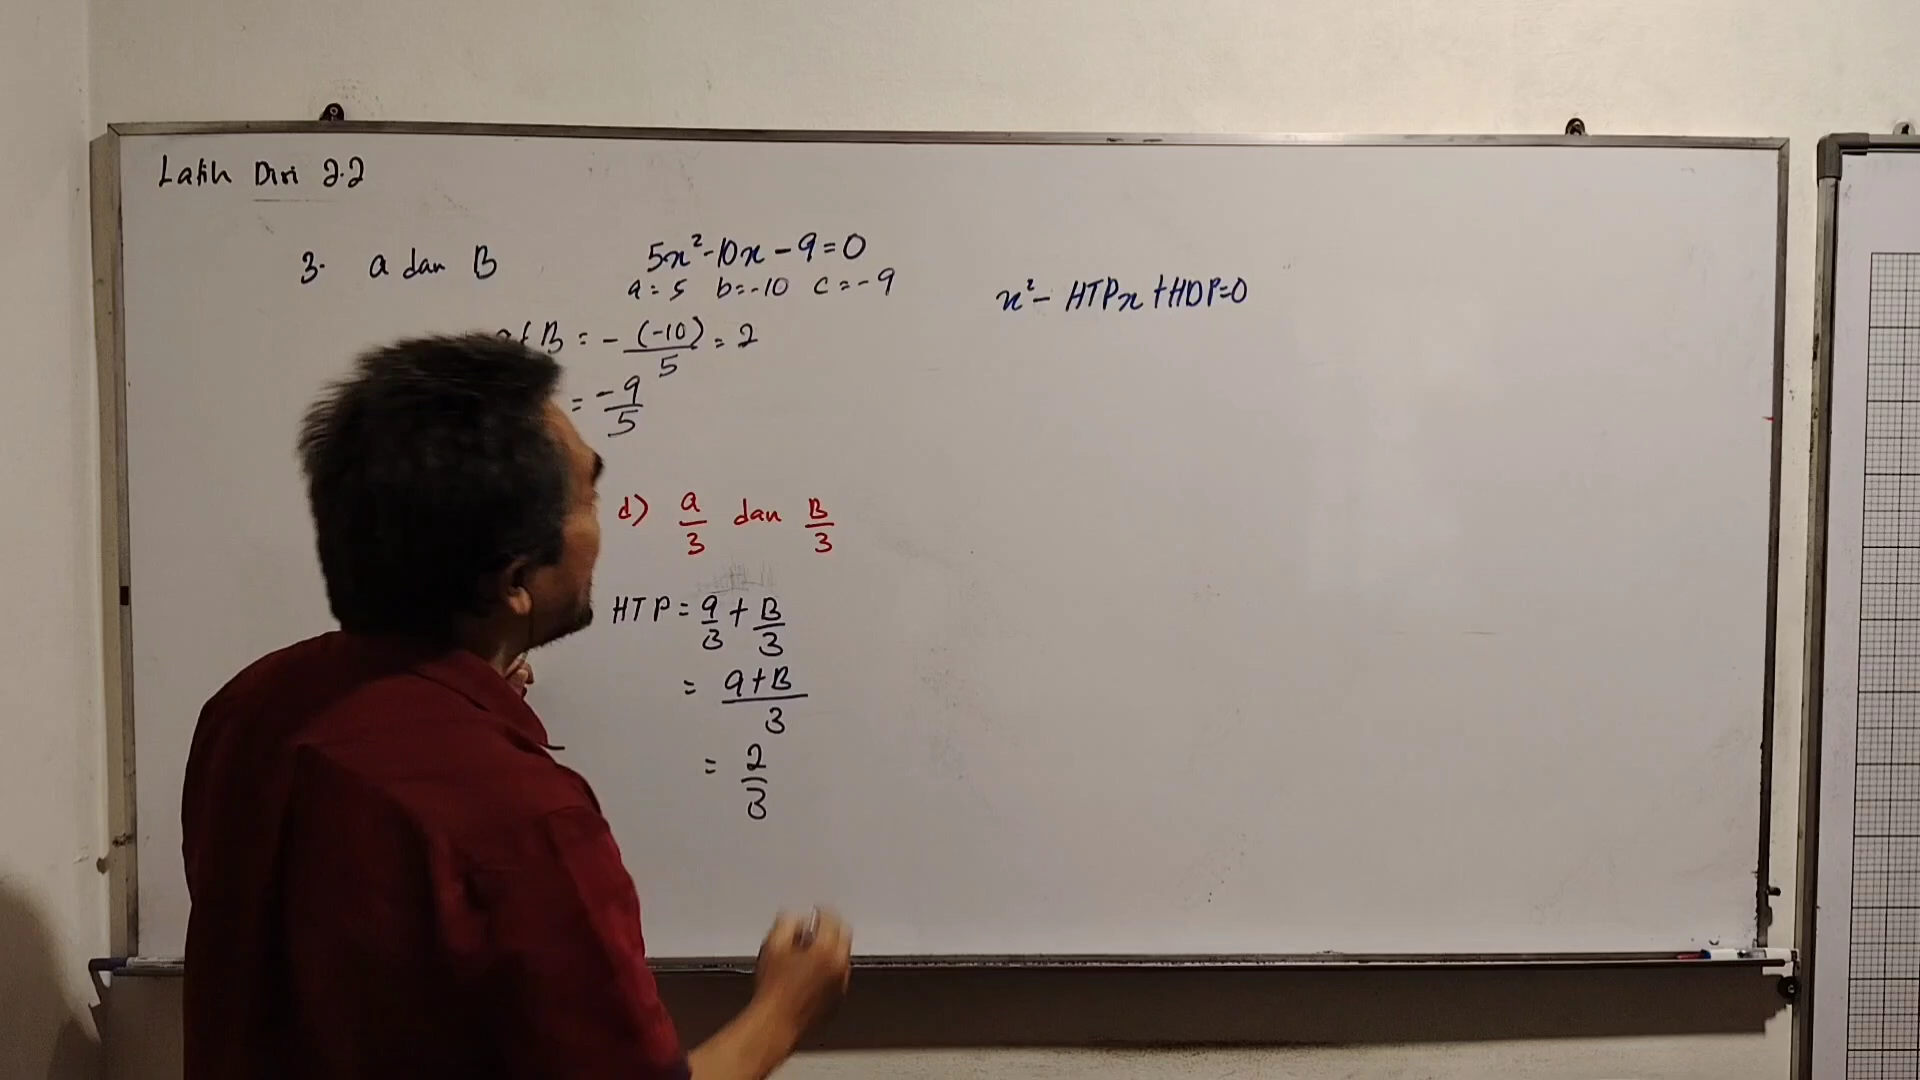 Latih Diri 2.2
3. α dan β
5x²-10x-9=0
a=5 b=-10 c=-9
x²- HTPx +HDP=0
β = -(-10)/5 = 2
= -9/5
d) α/3 dan β/3
HTP = α/3 + β/3
= α+β/3
= 2/3